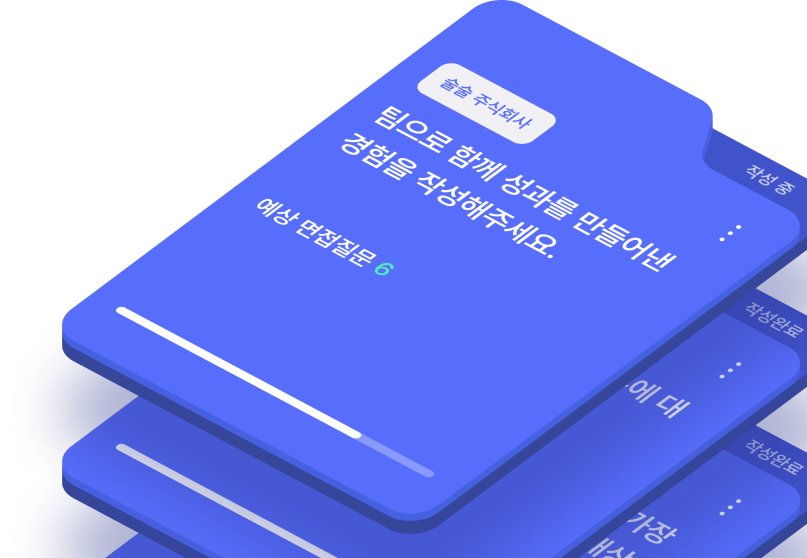 술술 주식회사
팀으로 함께 성과를 만들어낸
경험을 작성해주세요.
예상 면접질문 6
작성 중
작성완료
에 대
작성완료
가장